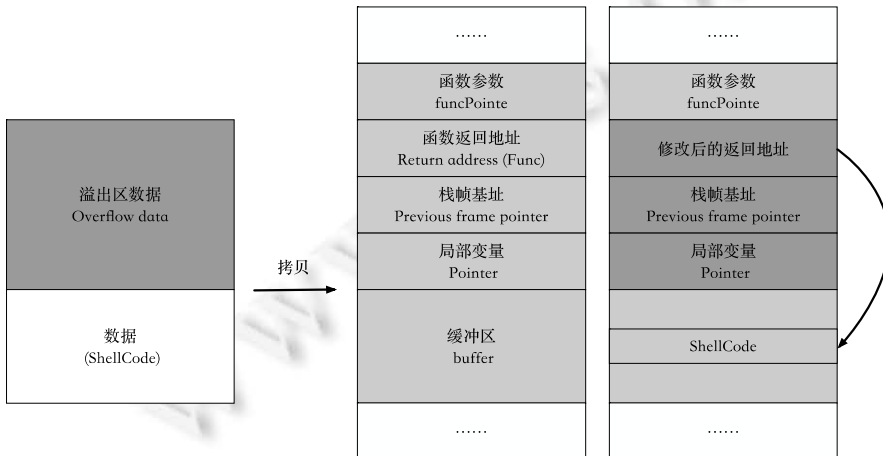 溢出区数据
Overflow data
数据
(ShellCode)
拷贝
……
函数参数
funcPointe
函数返回地址
Return address (Func)
栈帧基址
Previous frame pointer
局部变量
Pointer
缓冲区
buffer
……
……
函数参数
funcPointe
修改后的返回地址
栈帧基址
Previous frame pointer
局部变量
Pointer
ShellCode
……